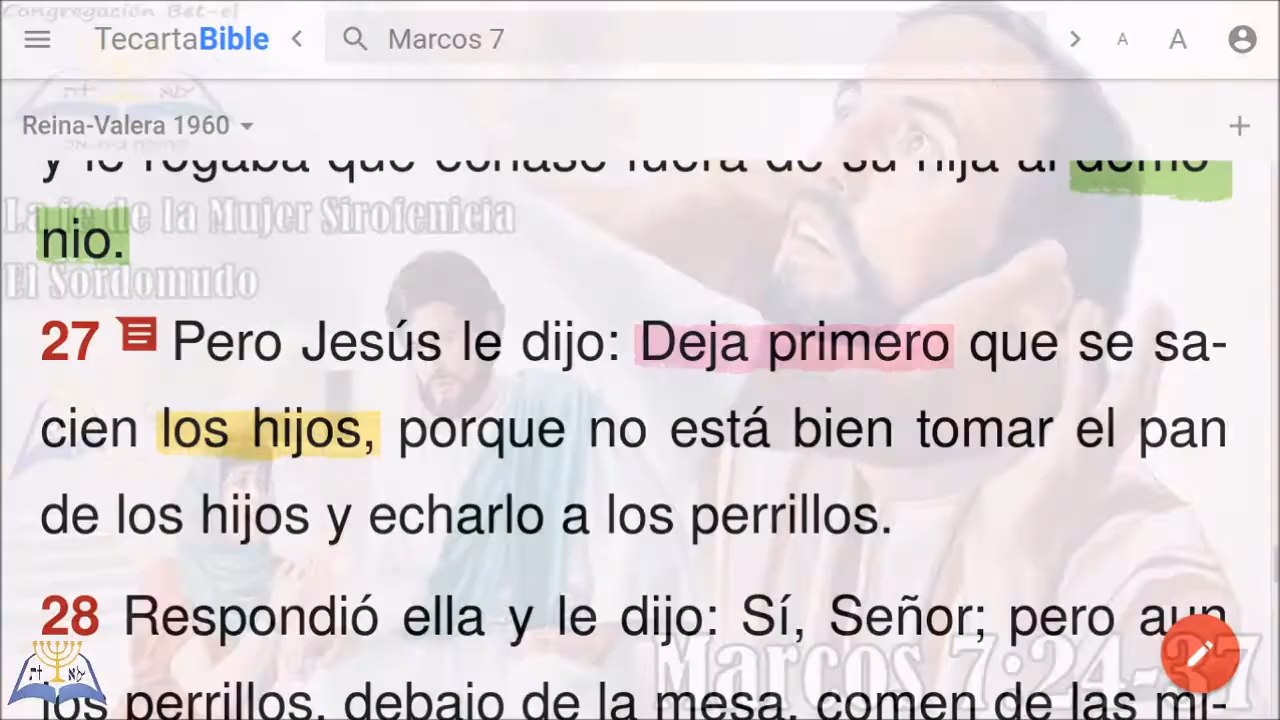 Congregación Bet-el
TecartaBible
Marcos 7
A A
Reina-Valera 1960
y le rogaba que echase fuera de su hija al demo-
nio.
La fe de la Mujer Sirofenicia
El Sordomudo
27 Pero Jesús le dijo: Deja primero que se sa-
cien los hijos, porque no está bien tomar el pan
de los hijos y echarlo a los perrillos.
28 Respondió ella y le dijo: Sí, Señor; pero aun
los perrillos, debajo de la mesa, comen de las mi-
Marcos 7:24-37